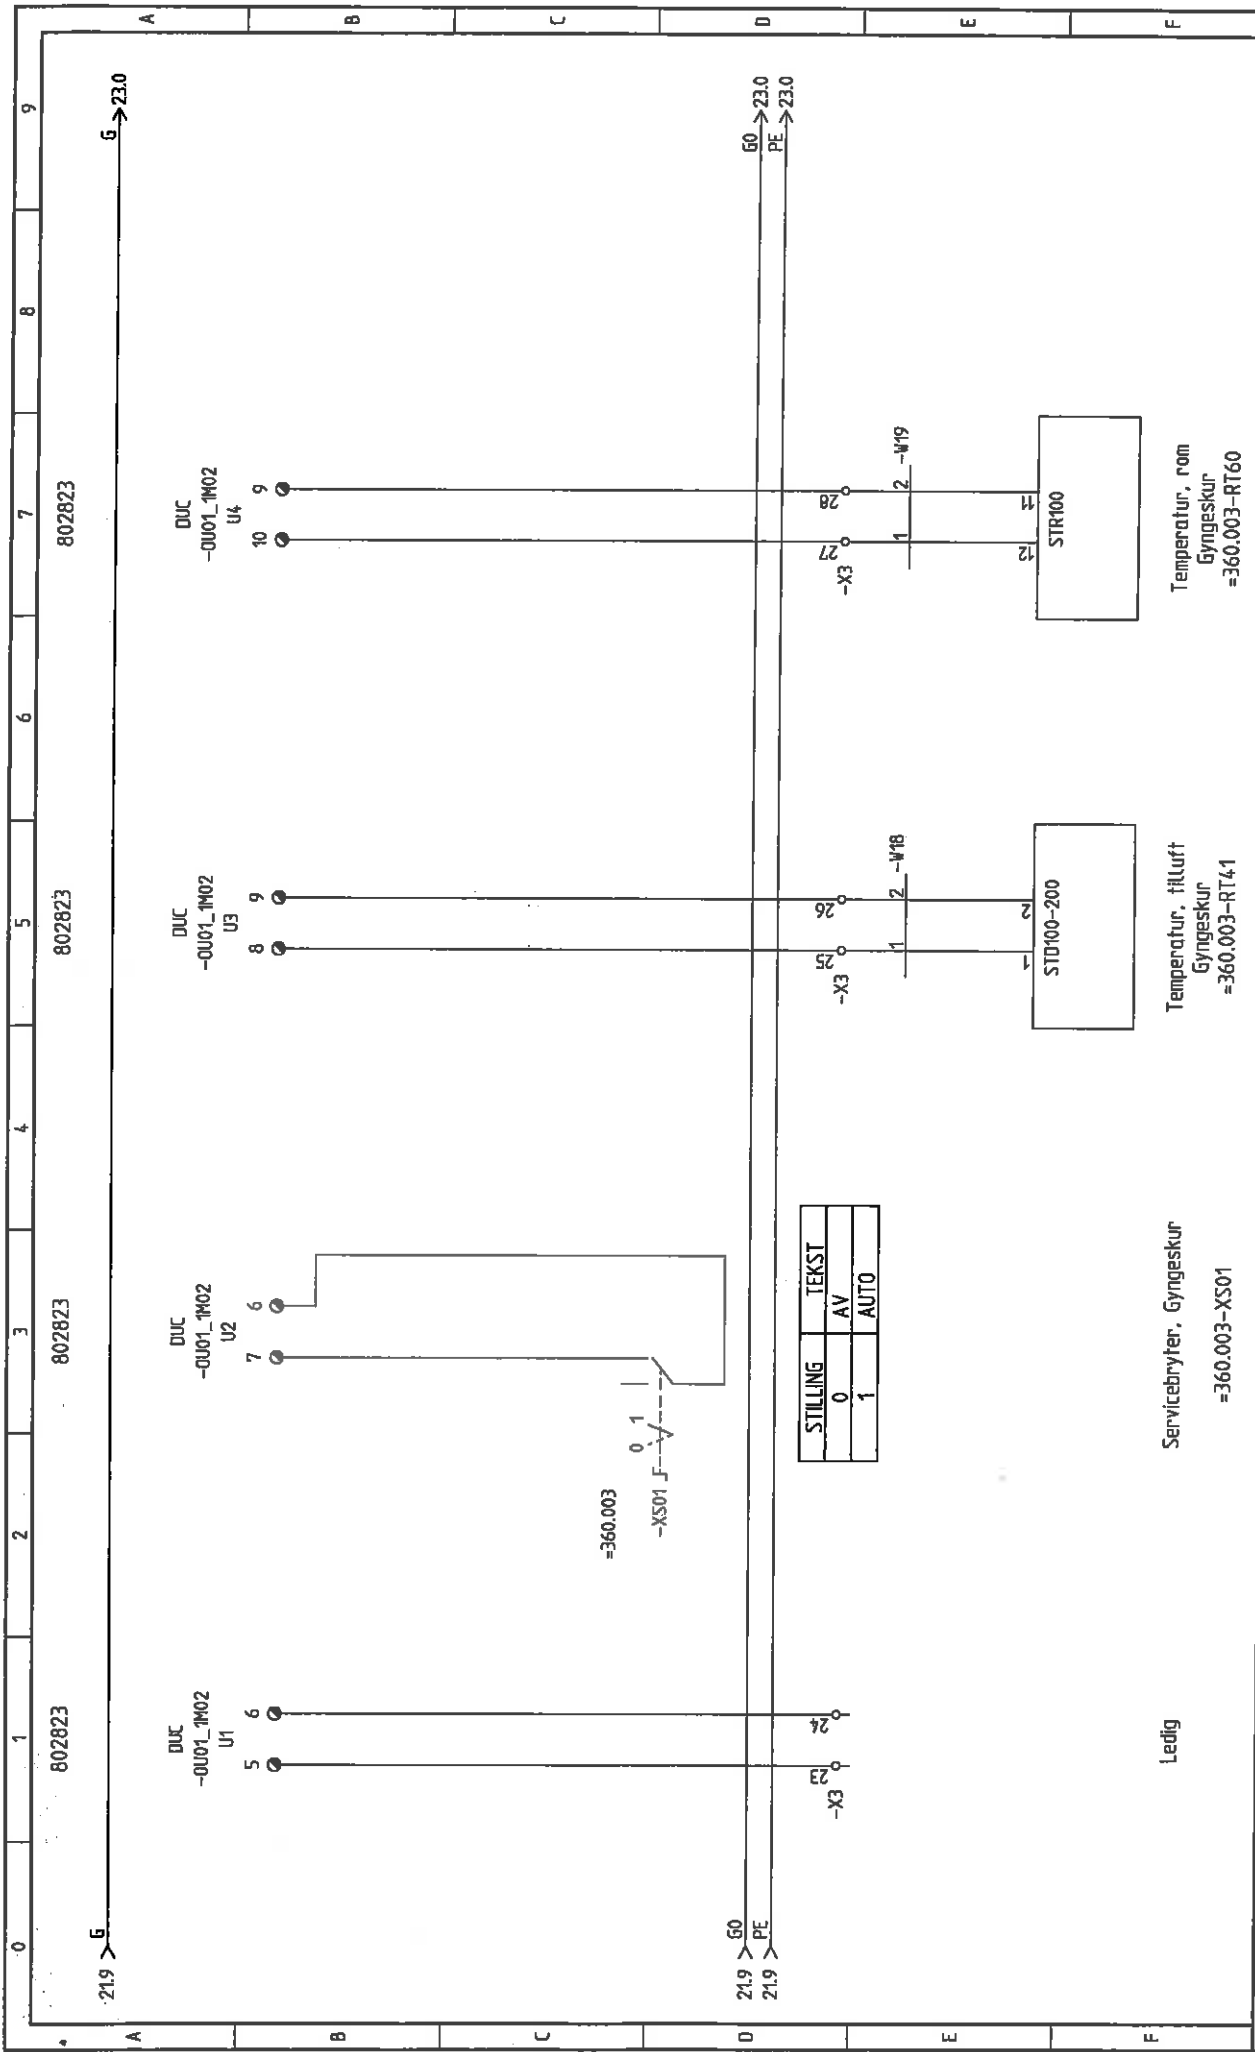 0 1 2 3 4 5 6 7 8 9
A
B
C
D
E
F
A
B
C
D
E
F
802823
802823
802823
802823
21.9 G
G 23.0
DUC
-0U01_1M02
U1
5 6
DUC
-0U01_1M02
U2
7 6
DUC
-0U01_1M02
U3
8 9
DUC
-0U01_1M02
U4
10 9
=360.003
-XS01
0 1
21.9 G0
21.9 PE
G0 23.0
PE 23.0
-X3 23 24
-X3 25 26
-X3 27 28
STILLING TEKST
0 AV
1 AUTO
1 2 -W18
1 2 -W19
1 2
STD100-200
12 11
STR100
Ledig
Servicebryter, Gyngeskur
=360.003-XS01
Temperatur, tilluft
Gyngeskur
=360.003-RT41
Temperatur, rom
Gyngeskur
=360.003-RT60